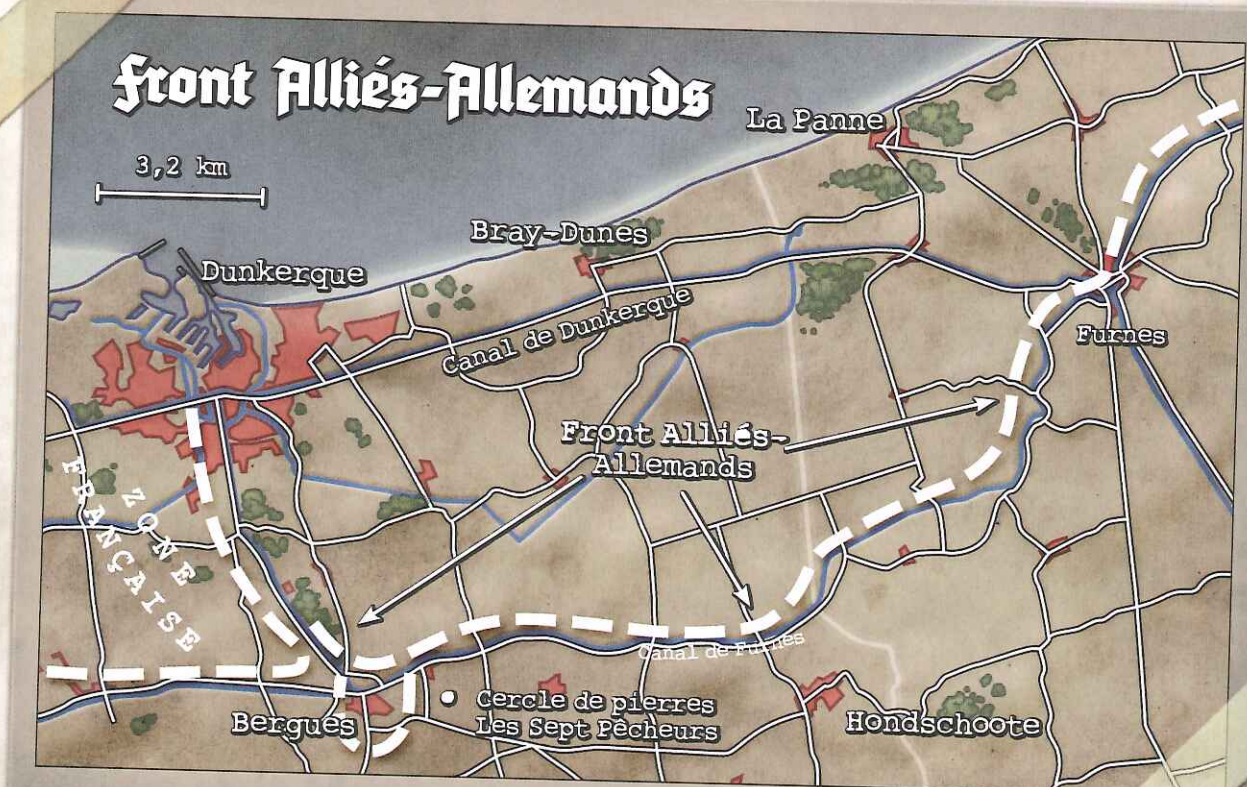 Front Alliés-Allemands
3,2 km
La Panne
Bray-Dunes
Dunkerque
Canal de Dunkerque
Furnes
Front Alliés-
Allemands
ZONE
FRANÇAISE
Canal de Furnes
Cercle de pierres
Les Sept Pêcheurs
Bergues
Hondschoote